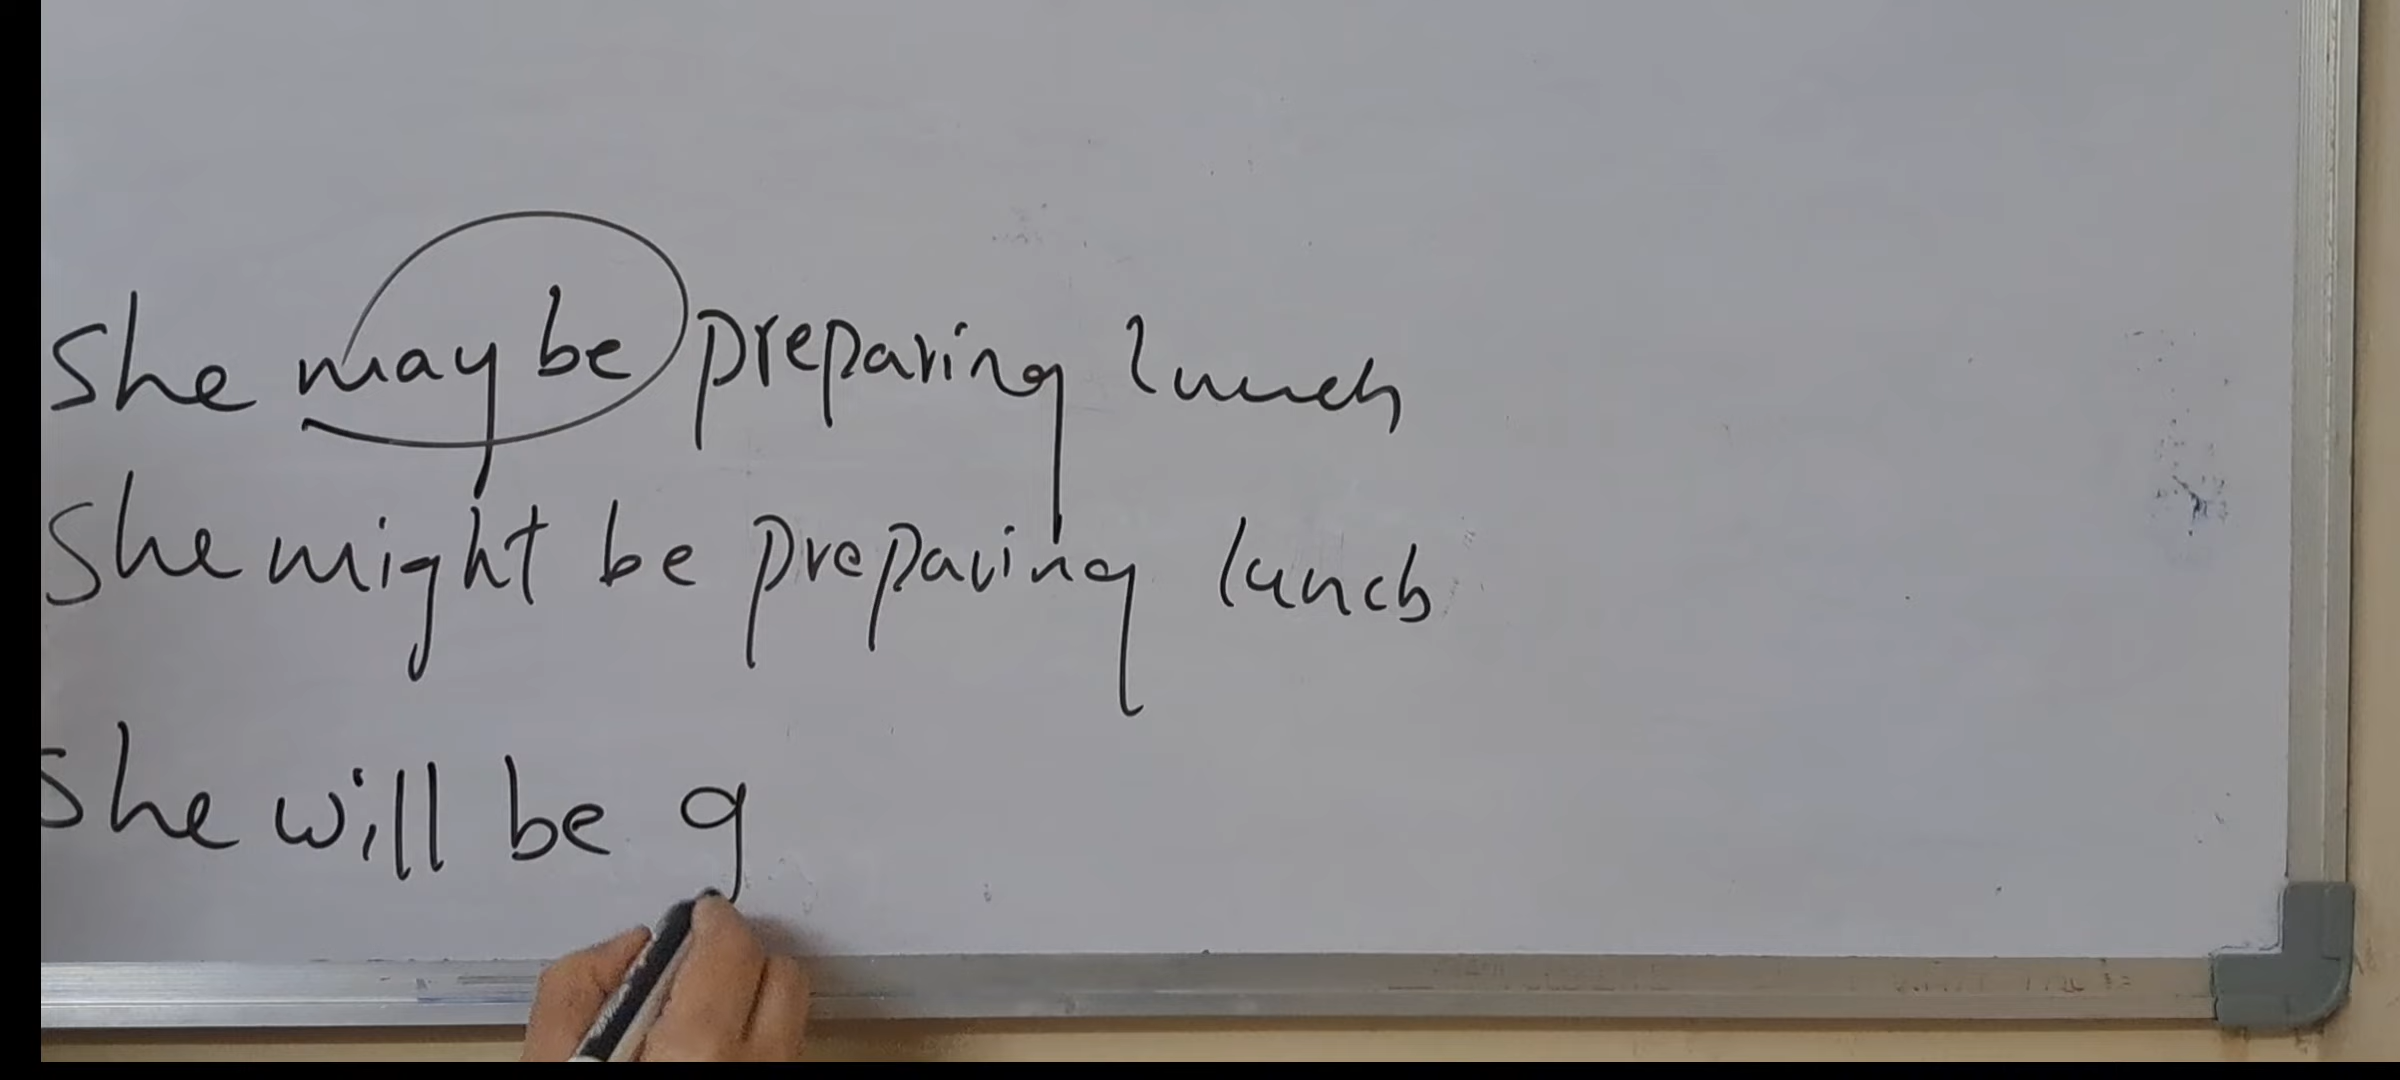 She may be preparing lunch
She might be preparing lunch
She will be g